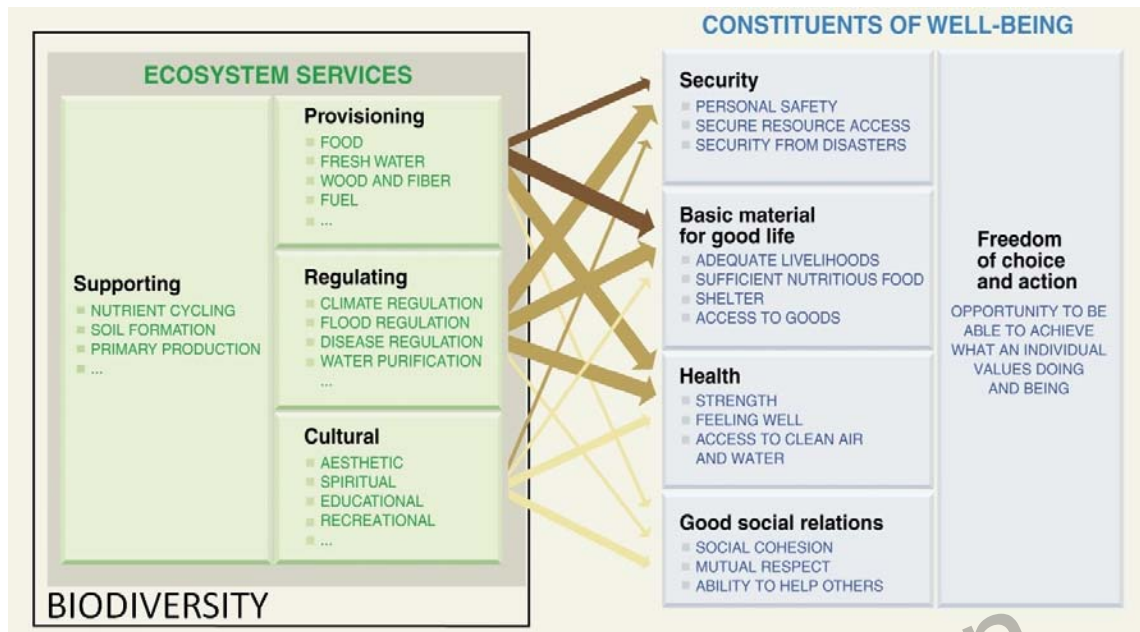 CONSTITUENTS OF WELL-BEING
ECOSYSTEM SERVICES
Supporting
NUTRIENT CYCLING
SOIL FORMATION
PRIMARY PRODUCTION
...
Provisioning
FOOD
FRESH WATER
WOOD AND FIBER
FUEL
...
Regulating
CLIMATE REGULATION
FLOOD REGULATION
DISEASE REGULATION
WATER PURIFICATION
...
Cultural
AESTHETIC
SPIRITUAL
EDUCATIONAL
RECREATIONAL
...
BIODIVERSITY
Security
PERSONAL SAFETY
SECURE RESOURCE ACCESS
SECURITY FROM DISASTERS
Basic material
for good life
ADEQUATE LIVELIHOODS
SUFFICIENT NUTRITIOUS FOOD
SHELTER
ACCESS TO GOODS
Health
STRENGTH
FEELING WELL
ACCESS TO CLEAN AIR
AND WATER
Good social relations
SOCIAL COHESION
MUTUAL RESPECT
ABILITY TO HELP OTHERS
Freedom
of choice
and action
OPPORTUNITY TO BE
ABLE TO ACHIEVE
WHAT AN INDIVIDUAL
VALUES DOING
AND BEING